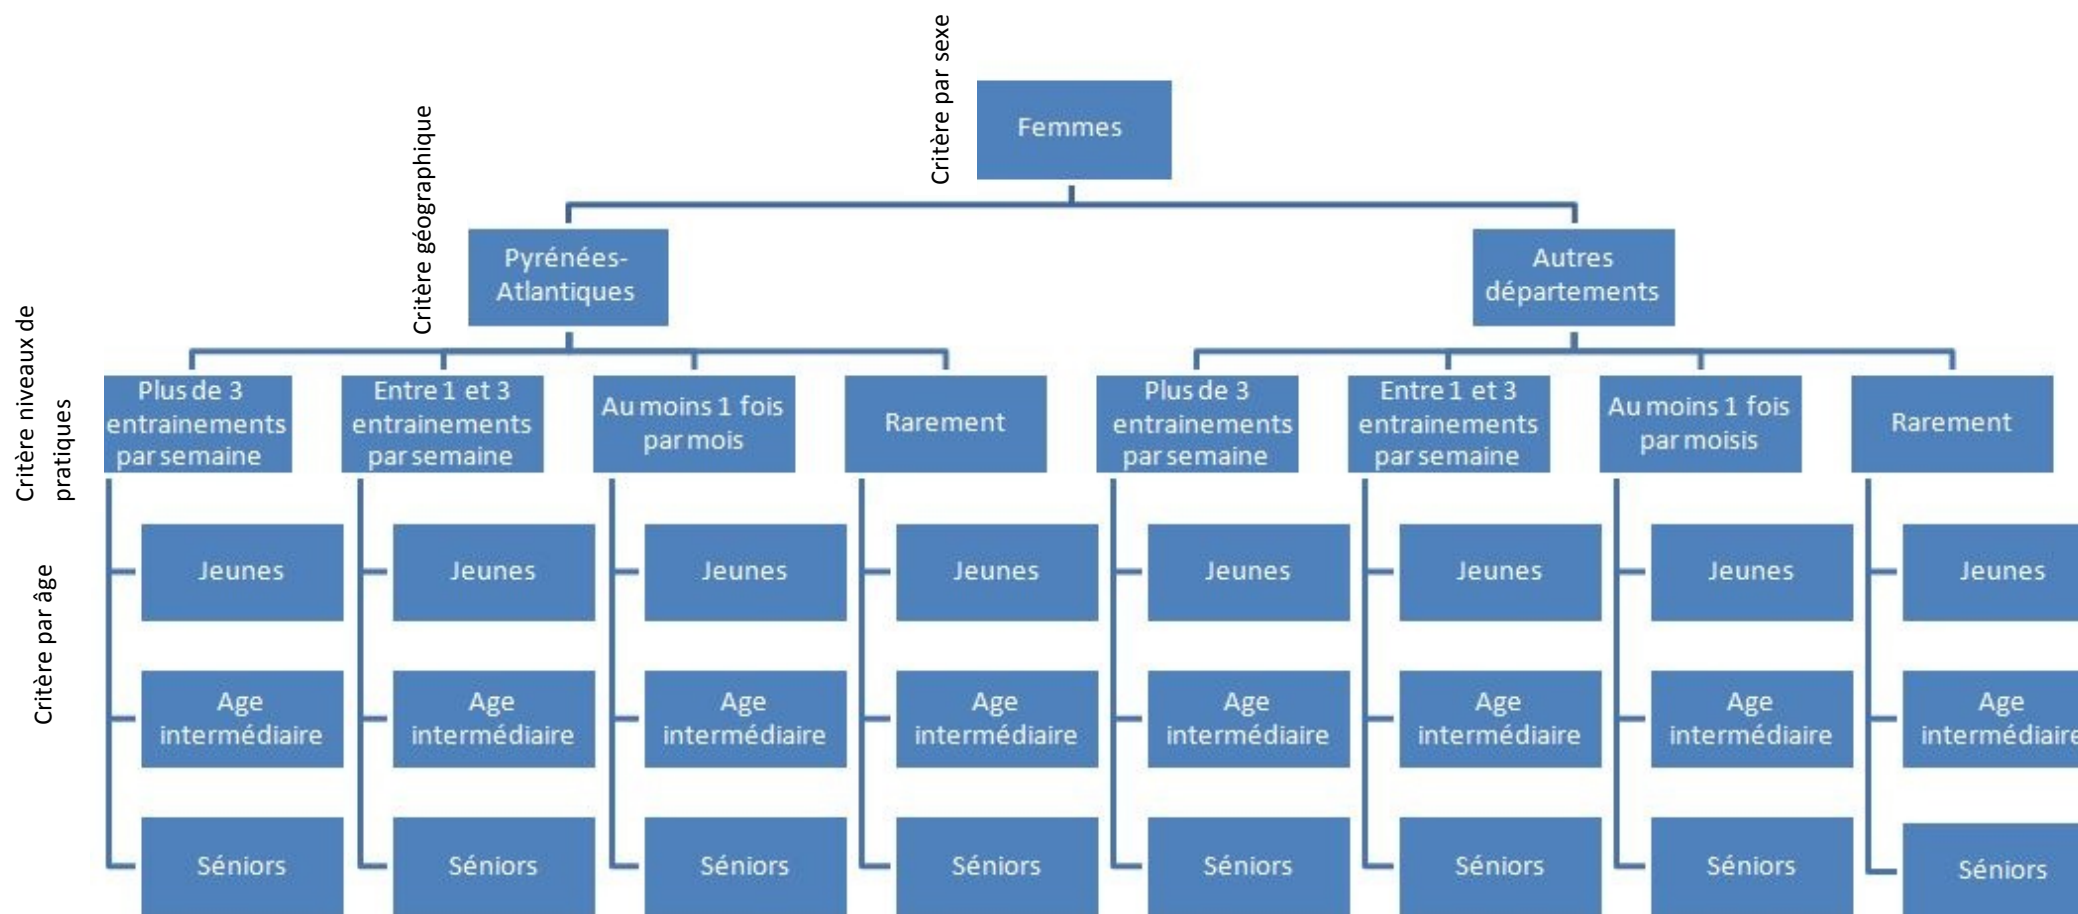 Critère par sexe
Femmes
Critère géographique
Pyrénées-
Atlantiques
Autres
départements
Critère niveaux de
pratiques
Plus de 3
entrainements
par semaine
Entre 1 et 3
entrainements
par semaine
Au moins 1 fois
par mois
Rarement
Plus de 3
entrainements
par semaine
Entre 1 et 3
entrainements
par semaine
Au moins 1 fois
par moisis
Rarement
Critère par âge
Jeunes
Jeunes
Jeunes
Jeunes
Jeunes
Jeunes
Jeunes
Jeunes
Age
intermédiaire
Age
intermédiaire
Age
intermédiaire
Age
intermédiaire
Age
intermédiaire
Age
intermédiaire
Age
intermédiaire
Age
intermédiaire
Séniors
Séniors
Séniors
Séniors
Séniors
Séniors
Séniors
Séniors